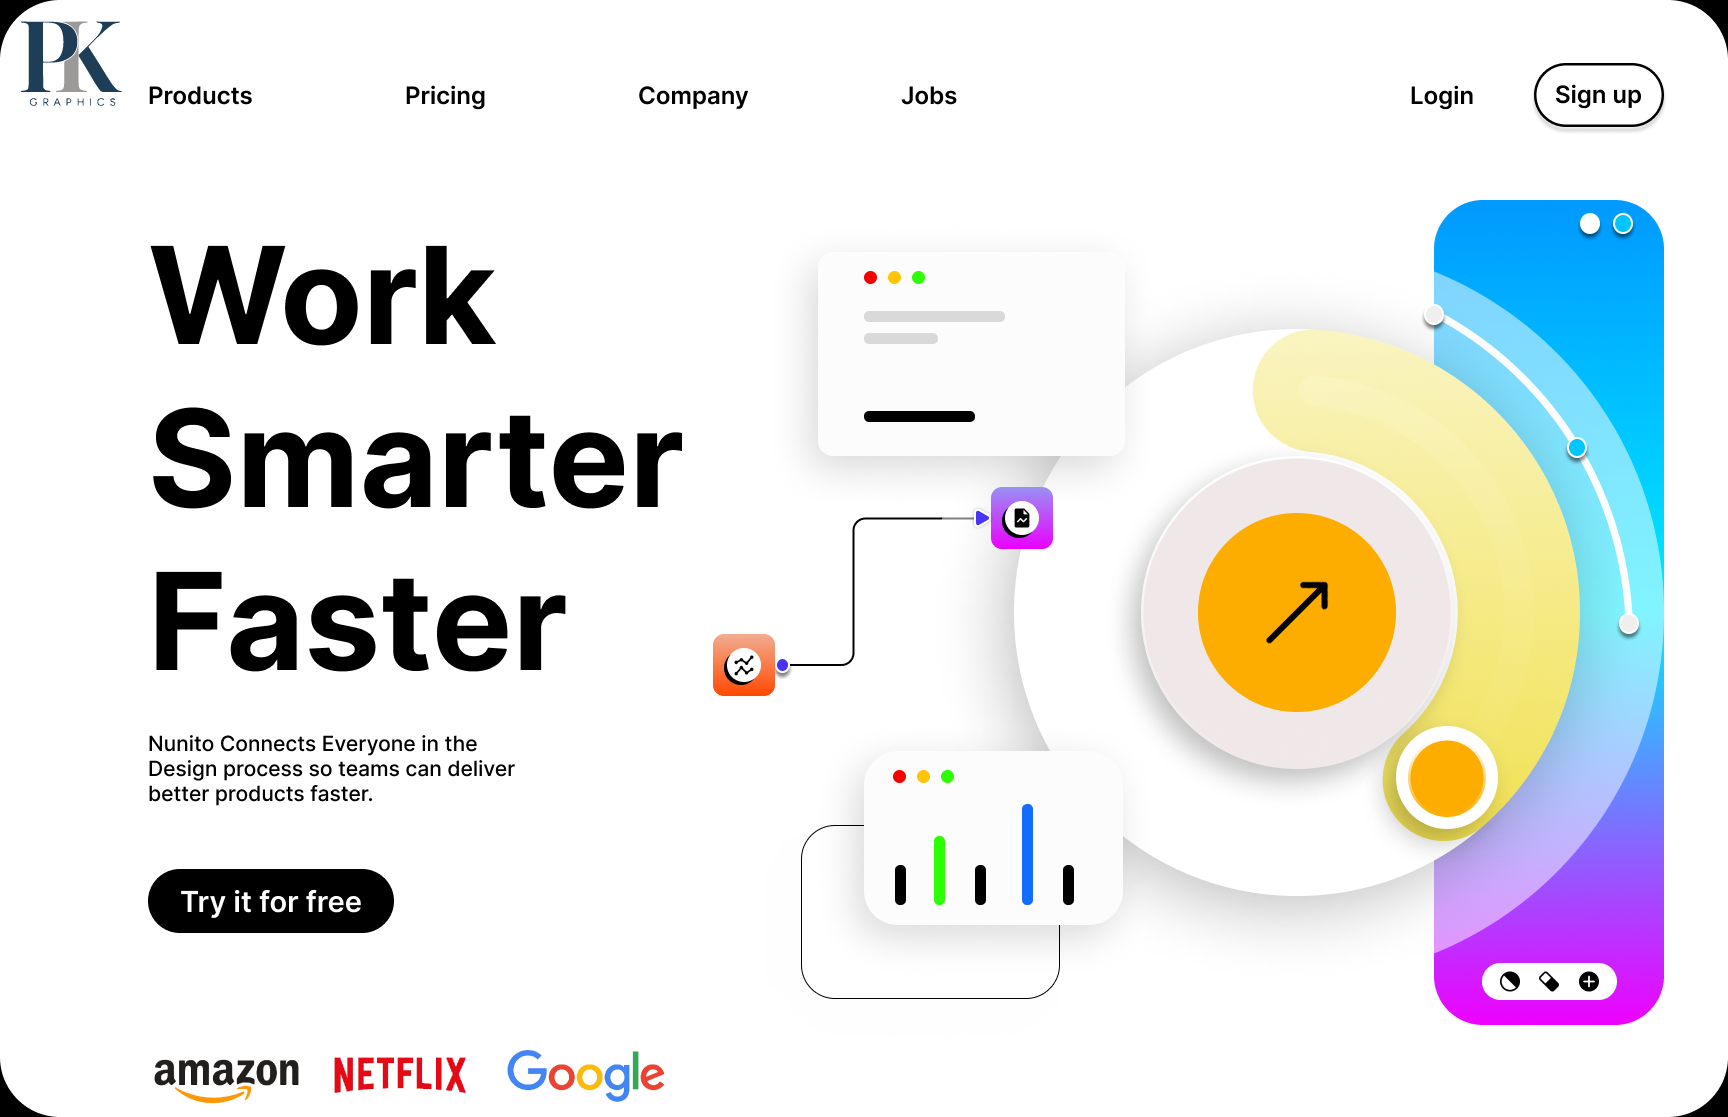 PK
GRAPHICS
Products
Pricing
Company
Jobs
Login
Sign up
Work
Smarter
Faster
Nunito Connects Everyone in the
Design process so teams can deliver
better products faster.
Try it for free
amazon
NETFLIX
Google